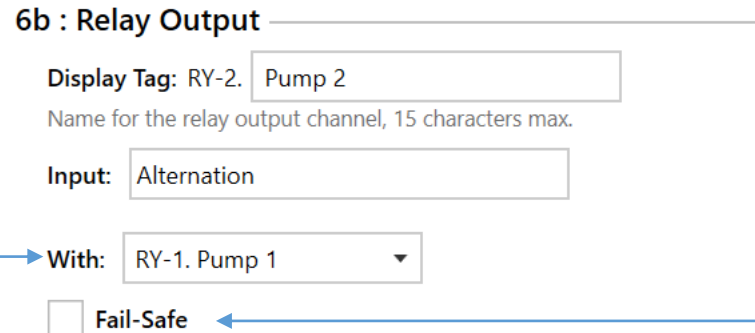 6b : Relay Output
Display Tag: RY-2. Pump 2
Name for the relay output channel, 15 characters max.
Input: Alternation
With: RY-1. Pump 1
Fail-Safe